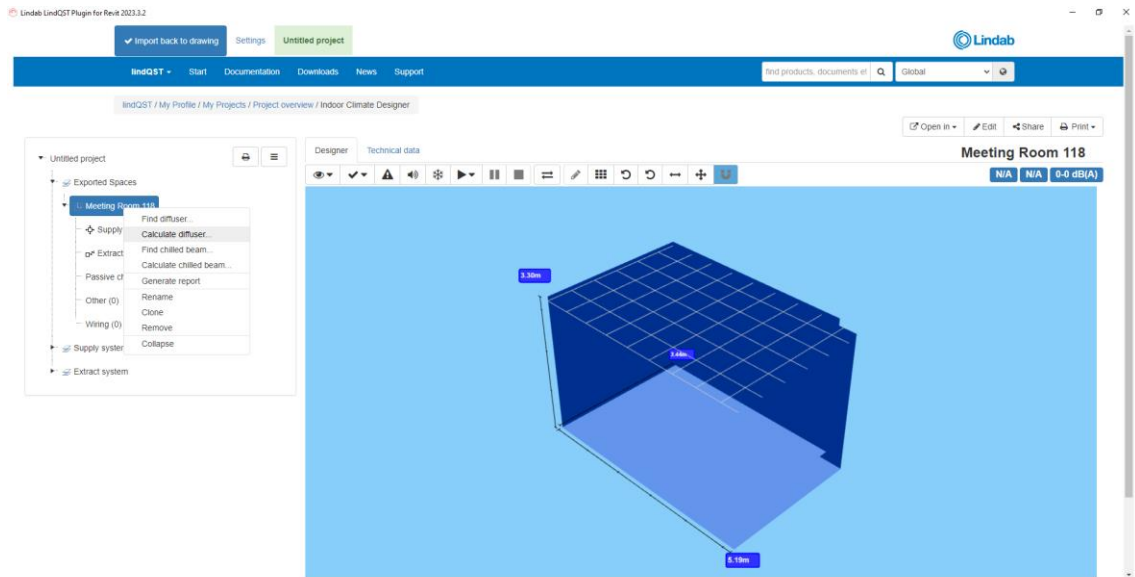 Lindab LindQST Plugin for Revit 2023.3.2
Import back to drawing Settings Untitled project
Lindab
lindQST Start Documentation Downloads News Support
find products, documents et Global
lindQST / My Profile / My Projects / Project overview / Indoor Climate Designer
Open in Edit Share Print
Untitled project
Exported Spaces
Meeting Room 118
Supply
Extract
Passive ch
Other (0)
Wiring (0)
Supply system
Extract system
Find diffuser...
Calculate diffuser...
Find chilled beam...
Calculate chilled beam...
Generate report
Rename
Clone
Remove
Collapse
Designer Technical data
Meeting Room 118
N/A N/A 0-0 dB(A)
3.30m
3.44m
5.19m